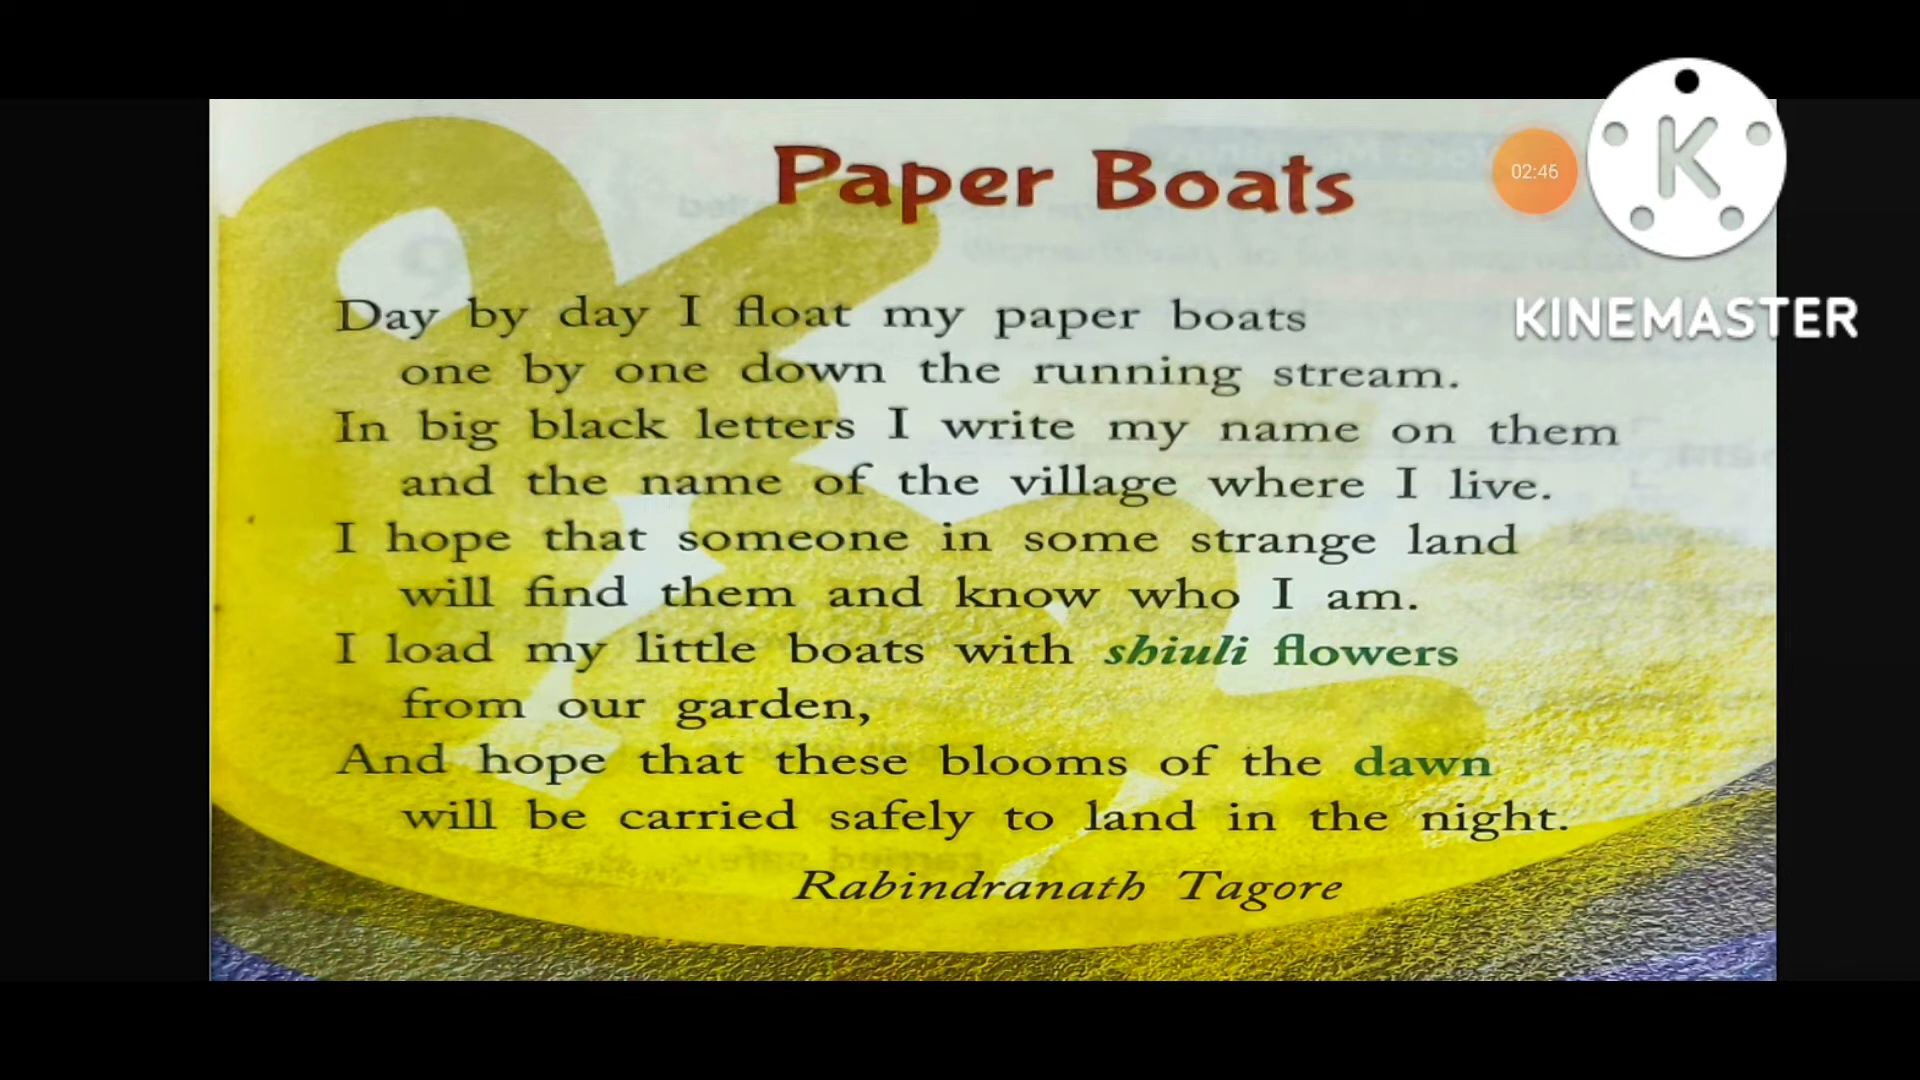 Paper Boats
02:46
K
KINEMASTER
Day by day I float my paper boats
one by one down the running stream.
In big black letters I write my name on them
and the name of the village where I live.
I hope that someone in some strange land
will find them and know who I am.
I load my little boats with shiuli flowers
from our garden,
And hope that these blooms of the dawn
will be carried safely to land in the night.
Rabindranath Tagore